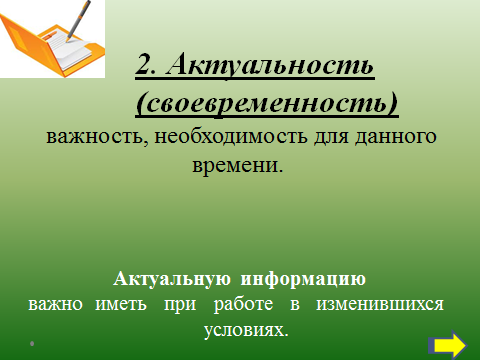 2. Актуальность
(своевременность)
важность, необходимость для данного
времени.
Актуальную информацию
важно иметь при работе в изменившихся
условиях.